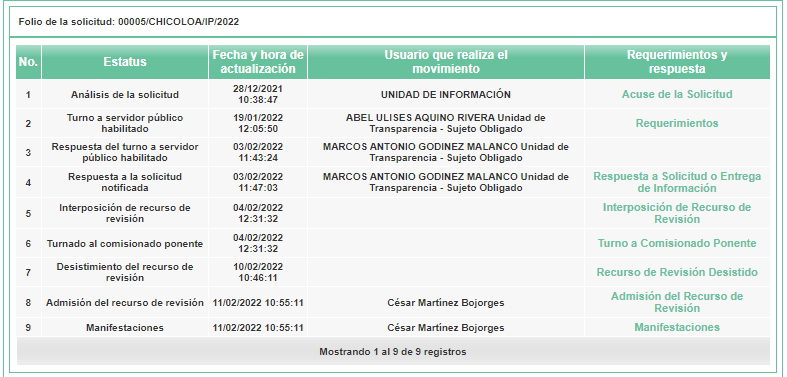 Folio de la solicitud: 00005/CHICOLOA/IP/2022
No. Estatus Fecha y hora de actualización Usuario que realiza el movimiento Requerimientos y respuesta
1 Análisis de la solicitud 28/12/2021 10:38:47 UNIDAD DE INFORMACIÓN Acuse de la Solicitud
2 Turno a servidor público habilitado 19/01/2022 12:05:50 ABEL ULISES AQUINO RIVERA Unidad de Transparencia - Sujeto Obligado Requerimientos
3 Respuesta del turno a servidor público habilitado 03/02/2022 11:43:24 MARCOS ANTONIO GODINEZ MALANCO Unidad de Transparencia - Sujeto Obligado
4 Respuesta a la solicitud notificada 03/02/2022 11:47:03 MARCOS ANTONIO GODINEZ MALANCO Unidad de Transparencia - Sujeto Obligado Respuesta a Solicitud o Entrega de Información
5 Interposición de recurso de revisión 04/02/2022 12:31:32 Interposición de Recurso de Revisión
6 Turnado al comisionado ponente 04/02/2022 12:31:32 Turno a Comisionado Ponente
7 Desistimiento del recurso de revisión 10/02/2022 10:46:11 Recurso de Revisión Desistido
8 Admisión del recurso de revisión 11/02/2022 10:55:11 César Martínez Bojorges Admisión del Recurso de Revisión
9 Manifestaciones 11/02/2022 10:55:11 César Martínez Bojorges Manifestaciones
Mostrando 1 al 9 de 9 registros